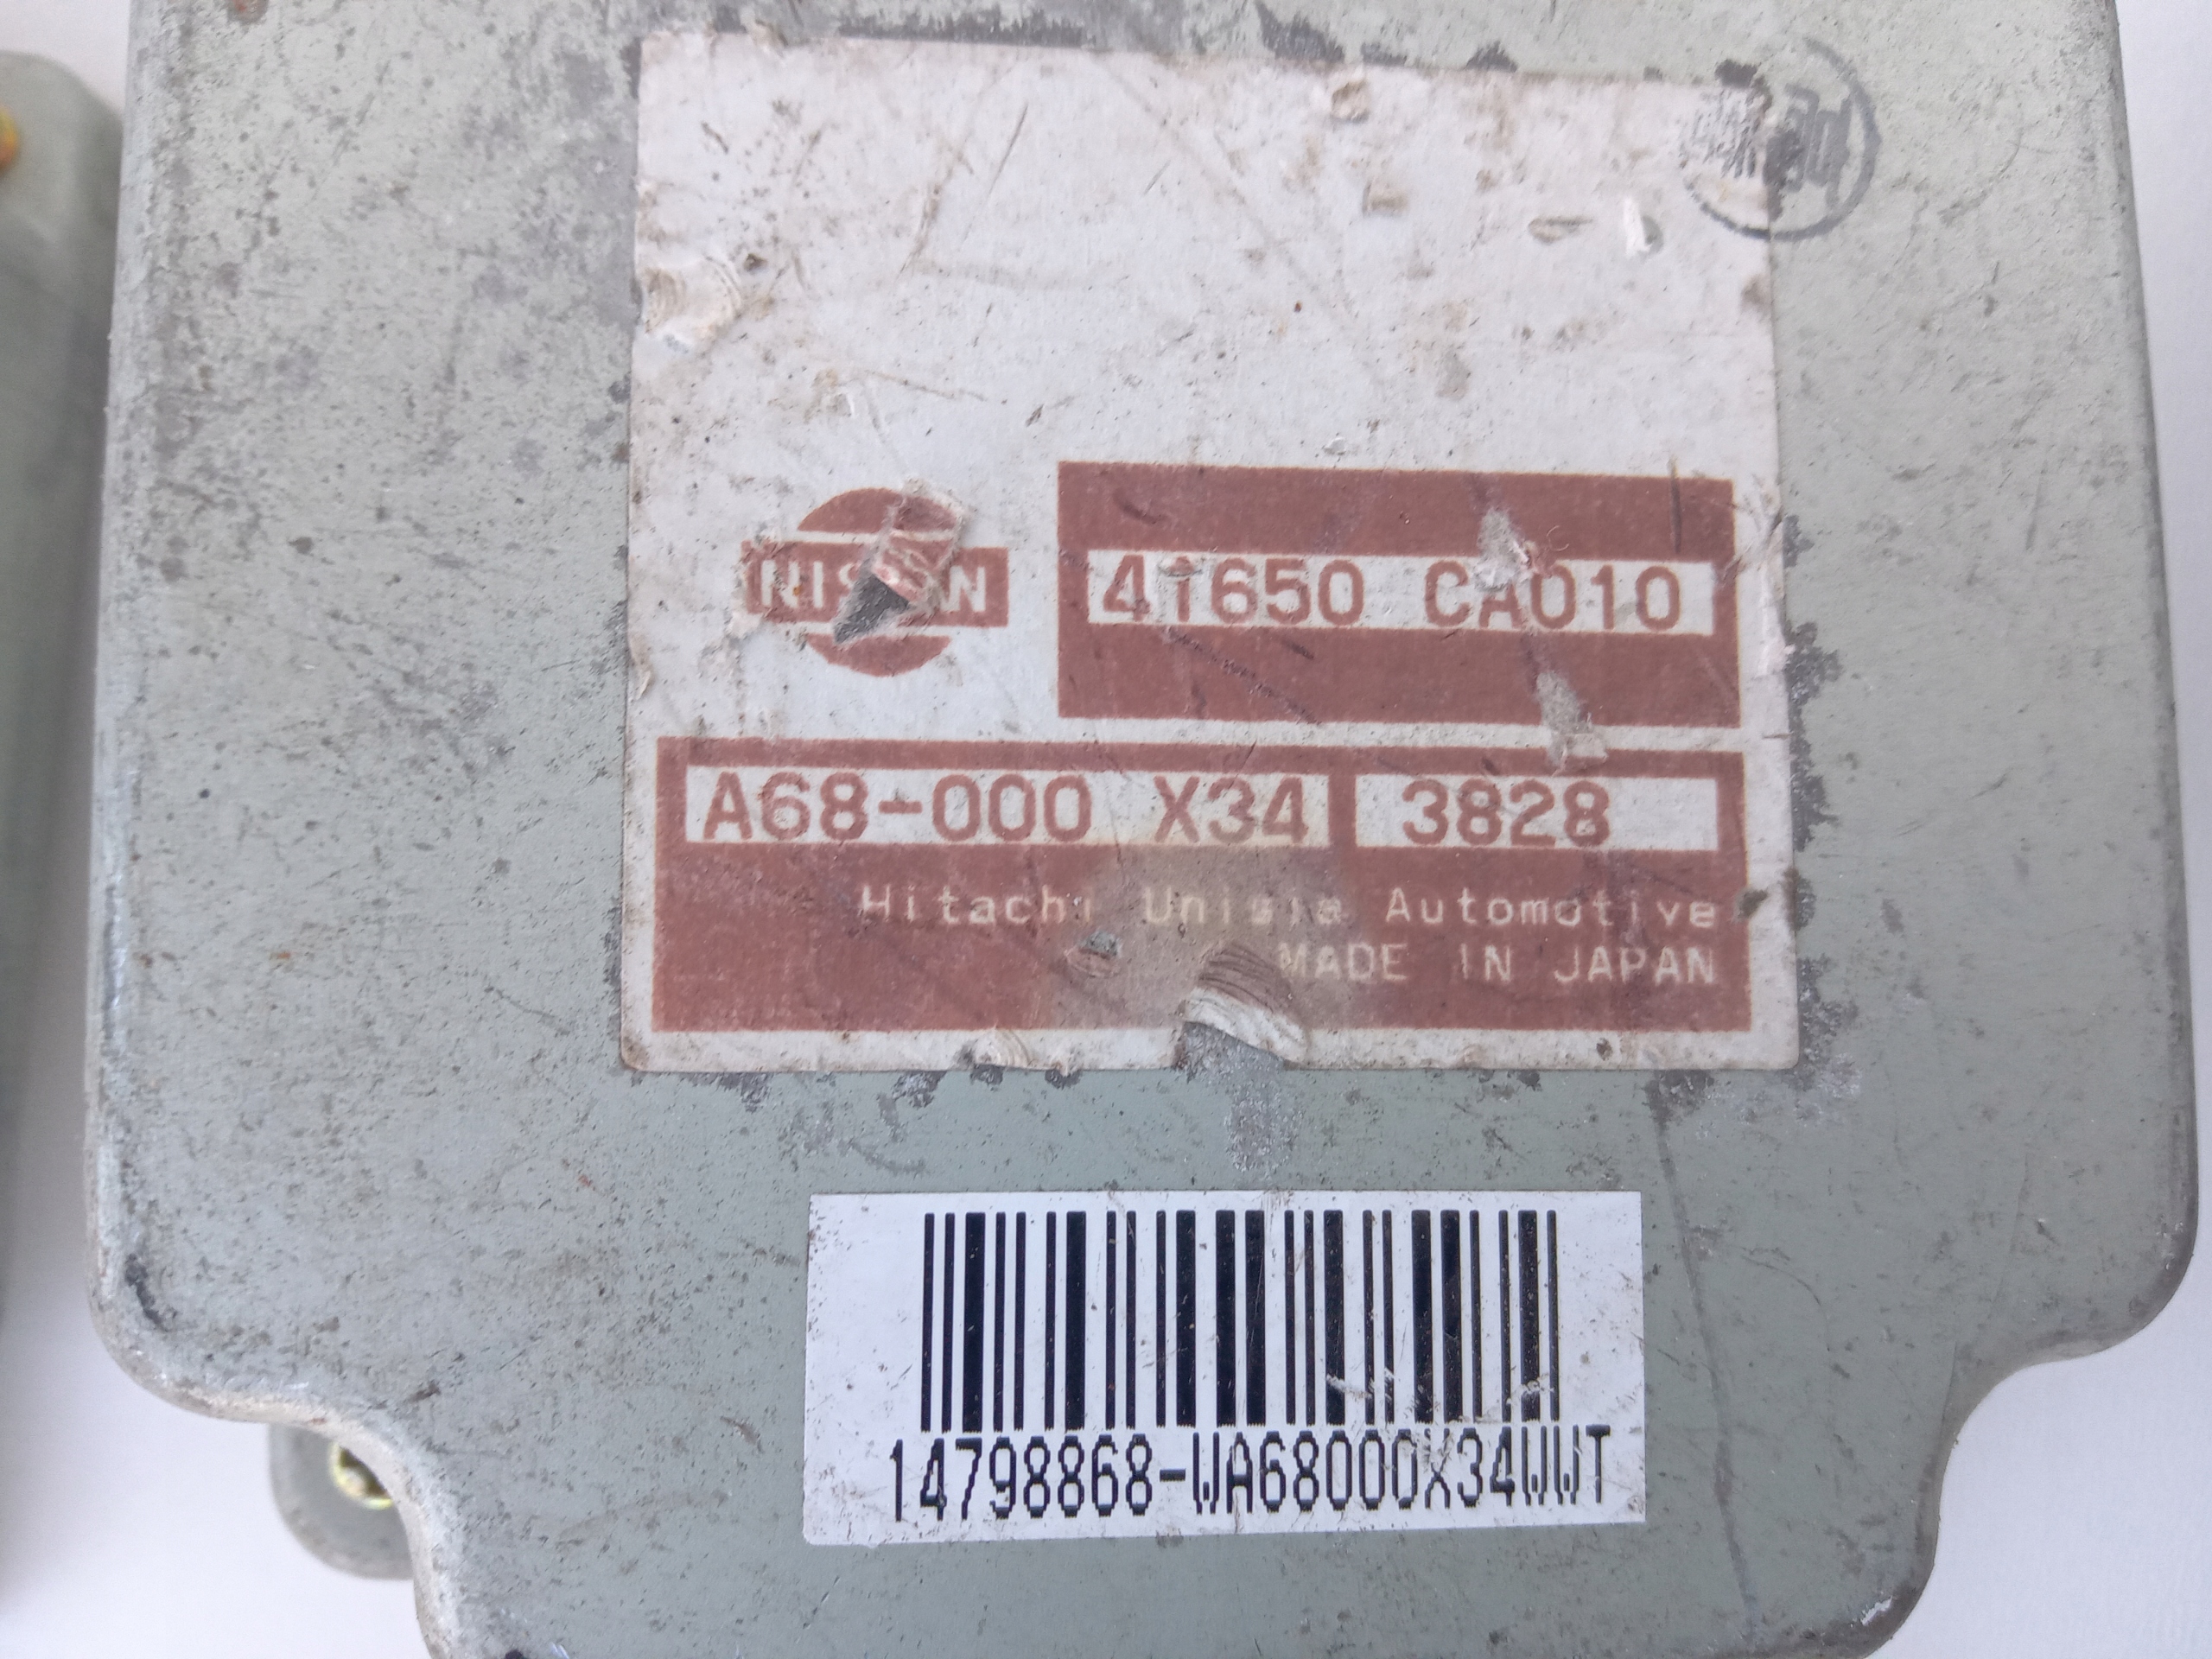 NISSAN
41650 CA010
A68-000 X34 3828
Hitachi Unisia Automotive
MADE IN JAPAN
14798868-WA68000X34WWT